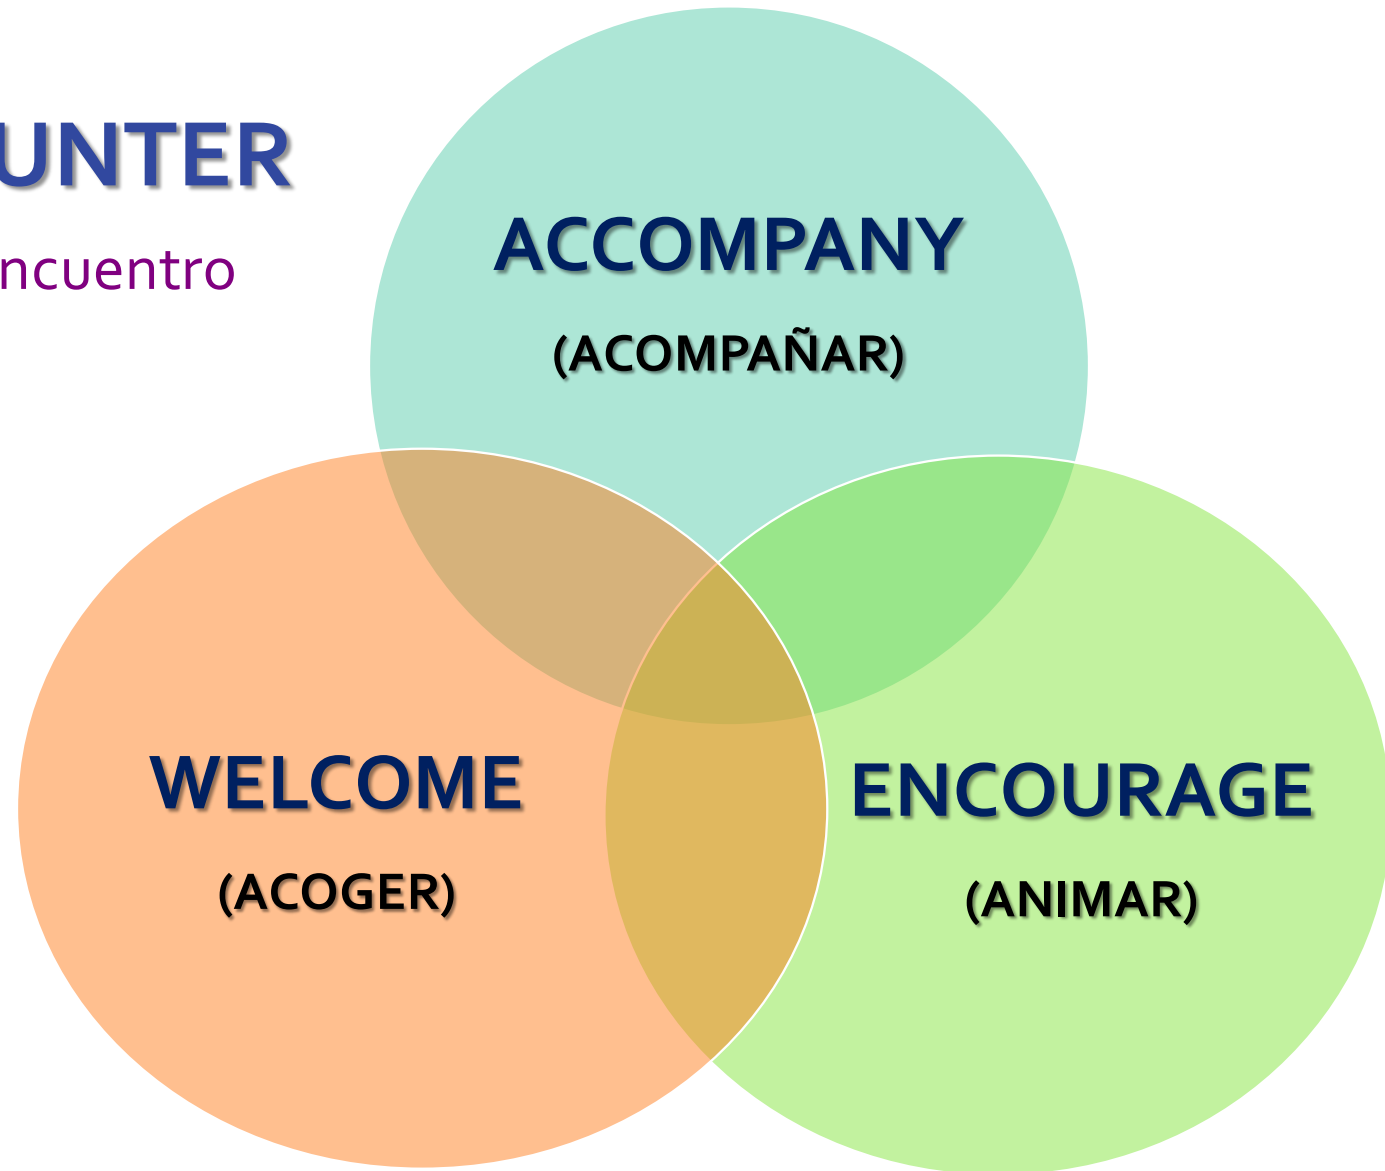 UNTER
ncuentro
ACCOMPANY
(ACOMPAÑAR)
WELCOME
(ACOGER)
ENCOURAGE
(ANIMAR)